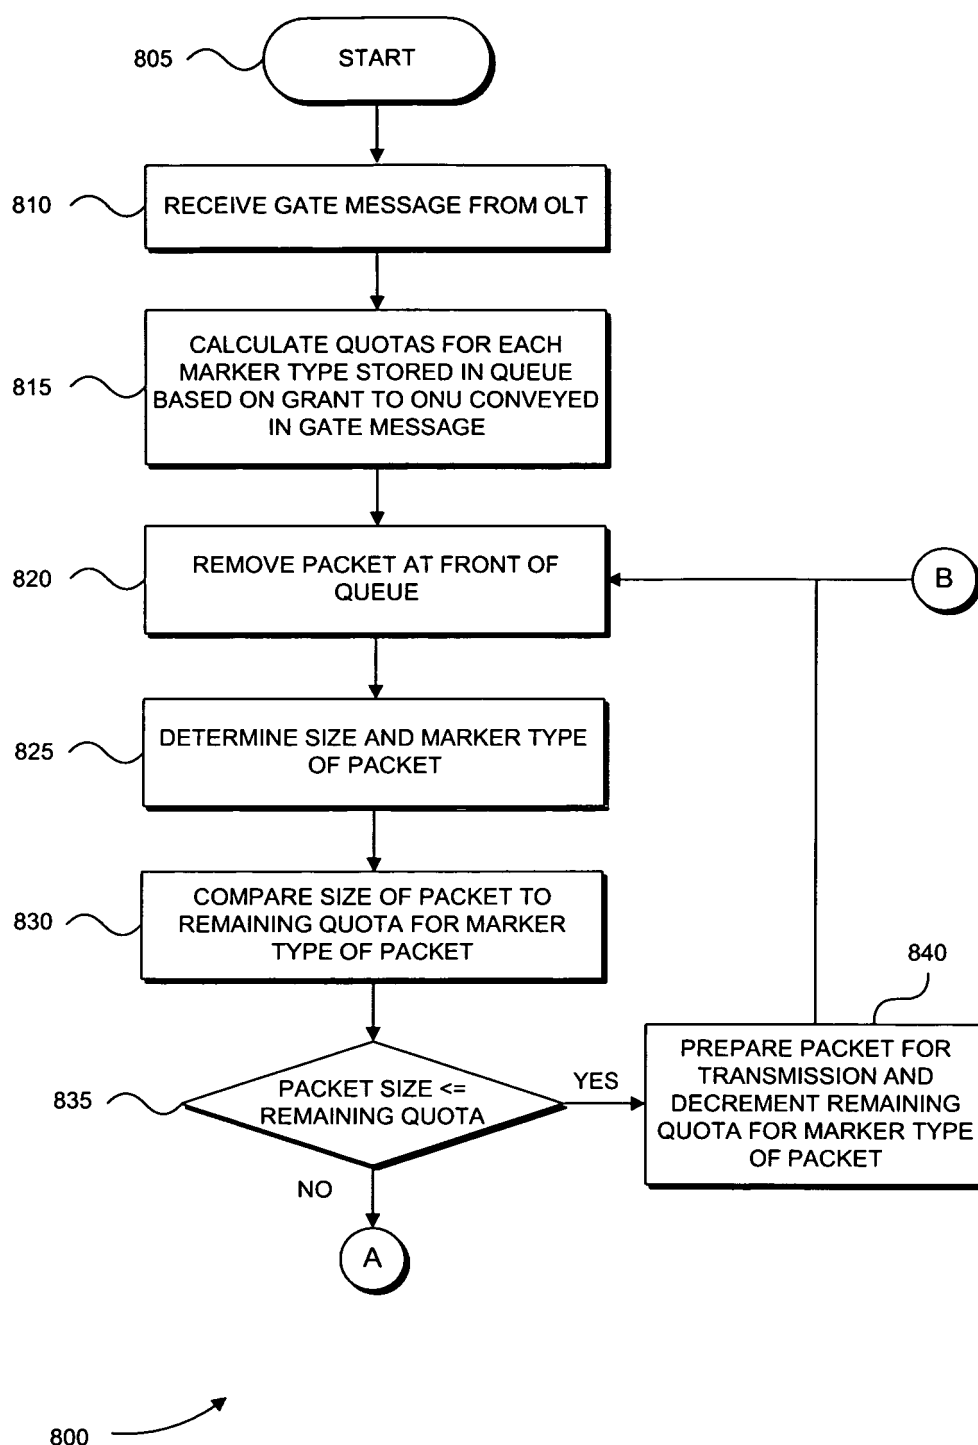 805
START
810
RECEIVE GATE MESSAGE FROM OLT
815
CALCULATE QUOTAS FOR EACH
MARKER TYPE STORED IN QUEUE
BASED ON GRANT TO ONU CONVEYED
IN GATE MESSAGE
820
REMOVE PACKET AT FRONT OF
QUEUE
B
825
DETERMINE SIZE AND MARKER TYPE
OF PACKET
830
COMPARE SIZE OF PACKET TO
REMAINING QUOTA FOR MARKER
TYPE OF PACKET
835
PACKET SIZE <=
REMAINING QUOTA
YES
840
PREPARE PACKET FOR
TRANSMISSION AND
DECREMENT REMAINING
QUOTA FOR MARKER TYPE
OF PACKET
NO
A
800